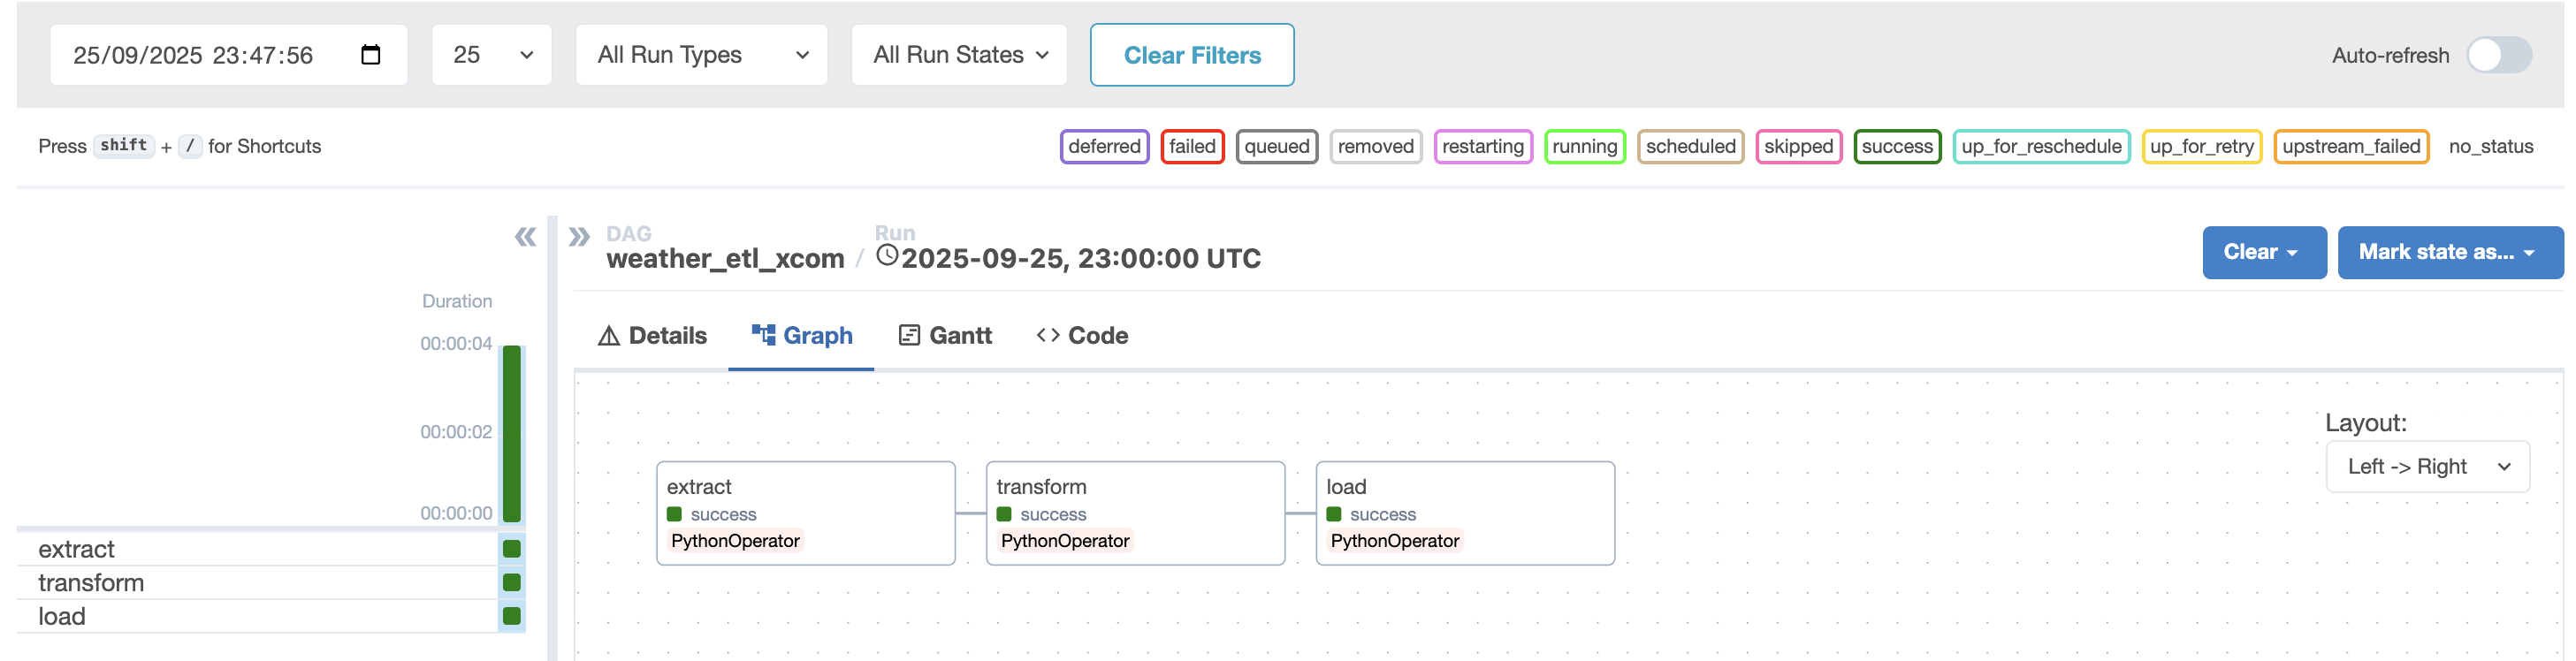 25/09/2025 23:47:56
25
All Run Types
All Run States
Clear Filters
Auto-refresh
Press shift + / for Shortcuts
deferred
failed
queued
removed
restarting
running
scheduled
skipped
success
up_for_reschedule
up_for_retry
upstream_failed
no_status
DAG
weather_etl_xcom /
Run
2025-09-25, 23:00:00 UTC
Clear
Mark state as...
Duration
00:00:04
00:00:02
00:00:00
extract
transform
load
Details
Graph
Gantt
Code
Layout:
Left -> Right
extract
success
PythonOperator
transform
success
PythonOperator
load
success
PythonOperator